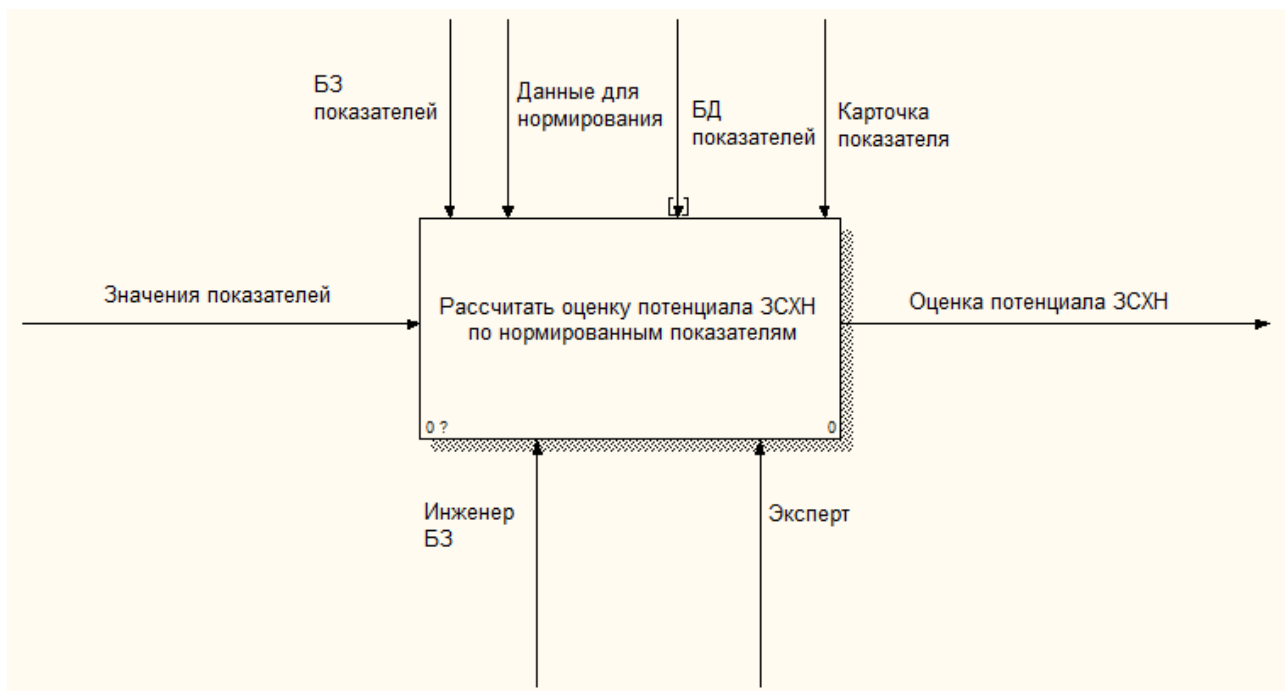 БЗ
показателей
Данные для
нормирования
БД
показателей
Карточка
показателя
Значения показателей
Рассчитать оценку потенциала ЗСХН
по нормированным показателям
0 ?
0
Оценка потенциала ЗСХН
Инженер
БЗ
Эксперт